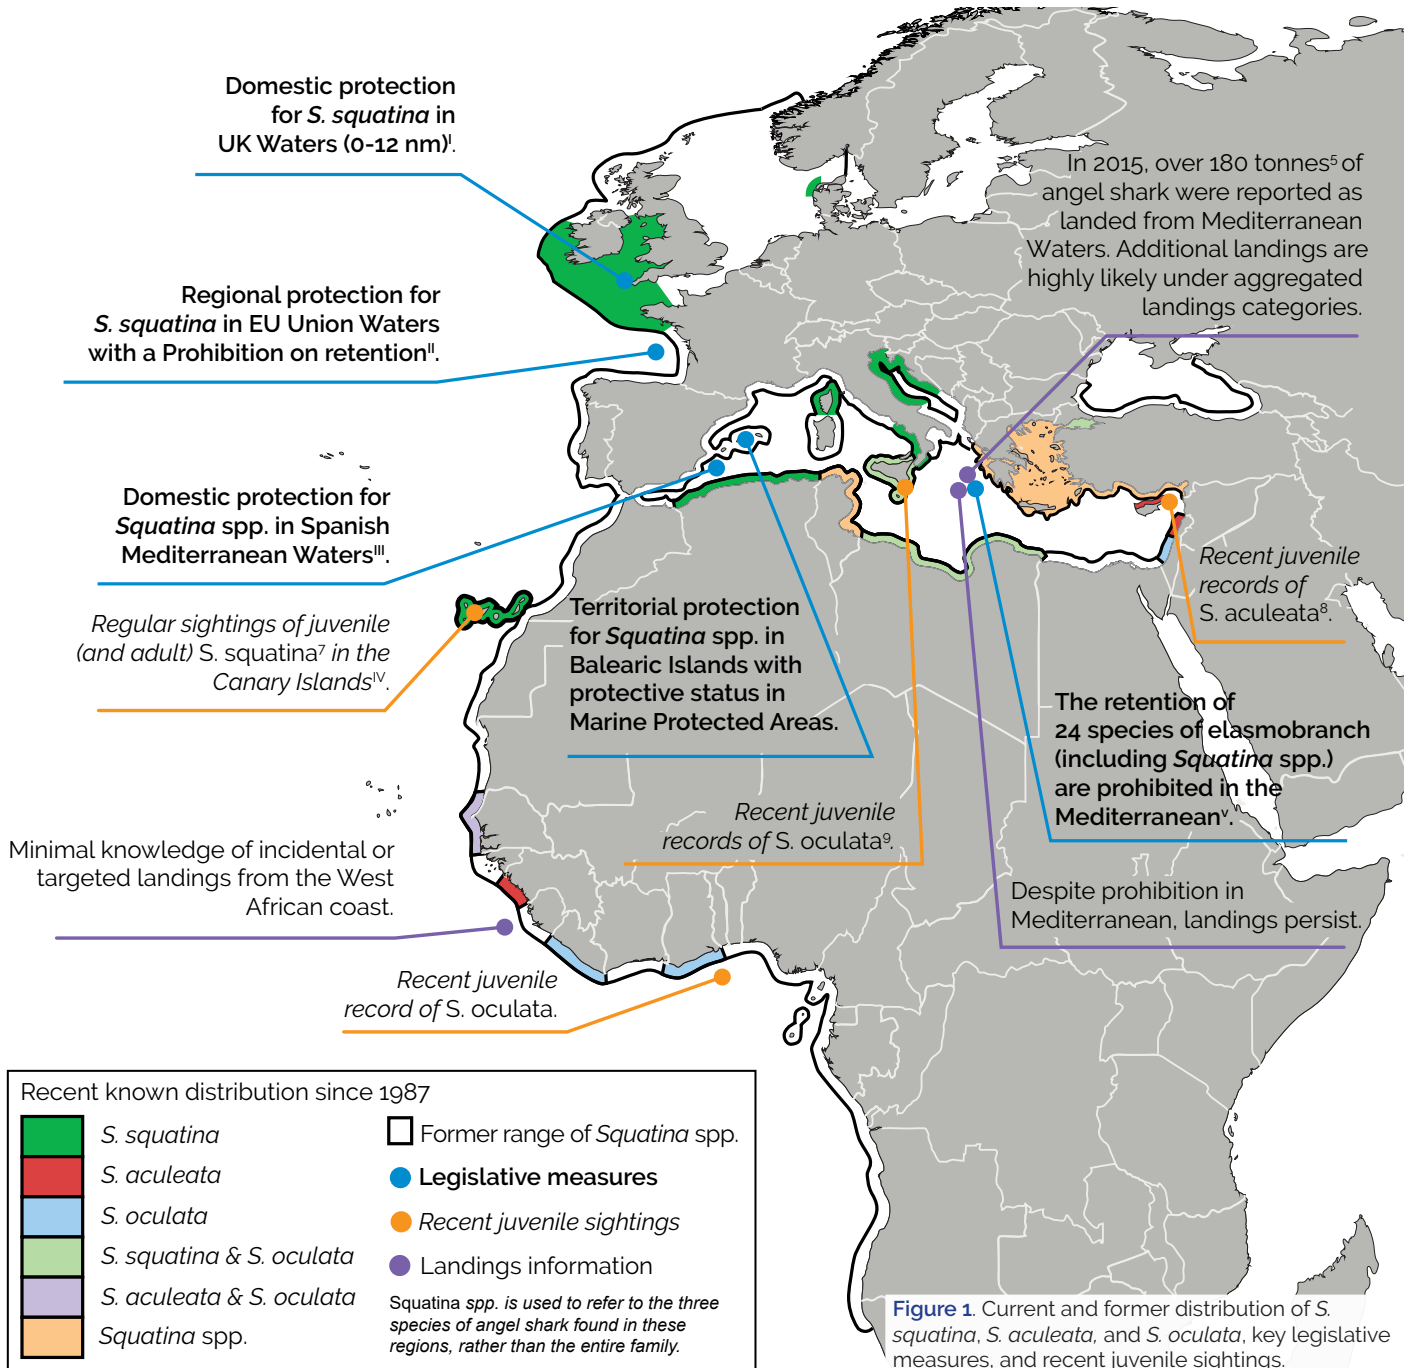 Domestic protection
for S. squatina in
UK Waters (0-12 nm)ᴵ.
In 2015, over 180 tonnes⁵ of
angel shark were reported as
landed from Mediterranean
Waters. Additional landings are
highly likely under aggregated
landings categories.
Regional protection for
S. squatina in EU Union Waters
with a Prohibition on retentionᴵᴵ.
Domestic protection for
Squatina spp. in Spanish
Mediterranean Watersᴵᴵᴵ.
Recent juvenile
records of
S. aculeata⁸.
Regular sightings of juvenile
(and adult) S. squatina⁷ in the
Canary Islandsᴵⱽ.
Territorial protection
for Squatina spp. in
Balearic Islands with
protective status in
Marine Protected Areas.
The retention of
24 species of elasmobranch
(including Squatina spp.)
are prohibited in the
Mediterraneanᵛ.
Recent juvenile
records of S. oculata⁹.
Minimal knowledge of incidental or
targeted landings from the West
African coast.
Despite prohibition in
Mediterranean, landings persist.
Recent juvenile
record of S. oculata.
Recent known distribution since 1987
S. squatina
S. aculeata
S. oculata
S. squatina & S. oculata
S. aculeata & S. oculata
Squatina spp.
Former range of Squatina spp.
Legislative measures
Recent juvenile sightings
Landings information
Squatina spp. is used to refer to the three
species of angel shark found in these
regions, rather than the entire family.
Figure 1. Current and former distribution of S.
squatina, S. aculeata, and S. oculata, key legislative
measures, and recent juvenile sightings.